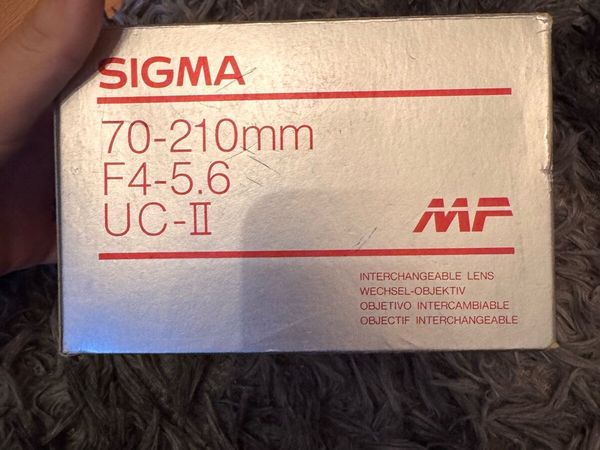 SIGMA
70-210mm
F4-5.6
UC-II
MF
INTERCHANGEABLE LENS
WECHSEL-OBJEKTIV
OBJETIVO INTERCAMBIABLE
OBJECTIF INTERCHANGEABLE